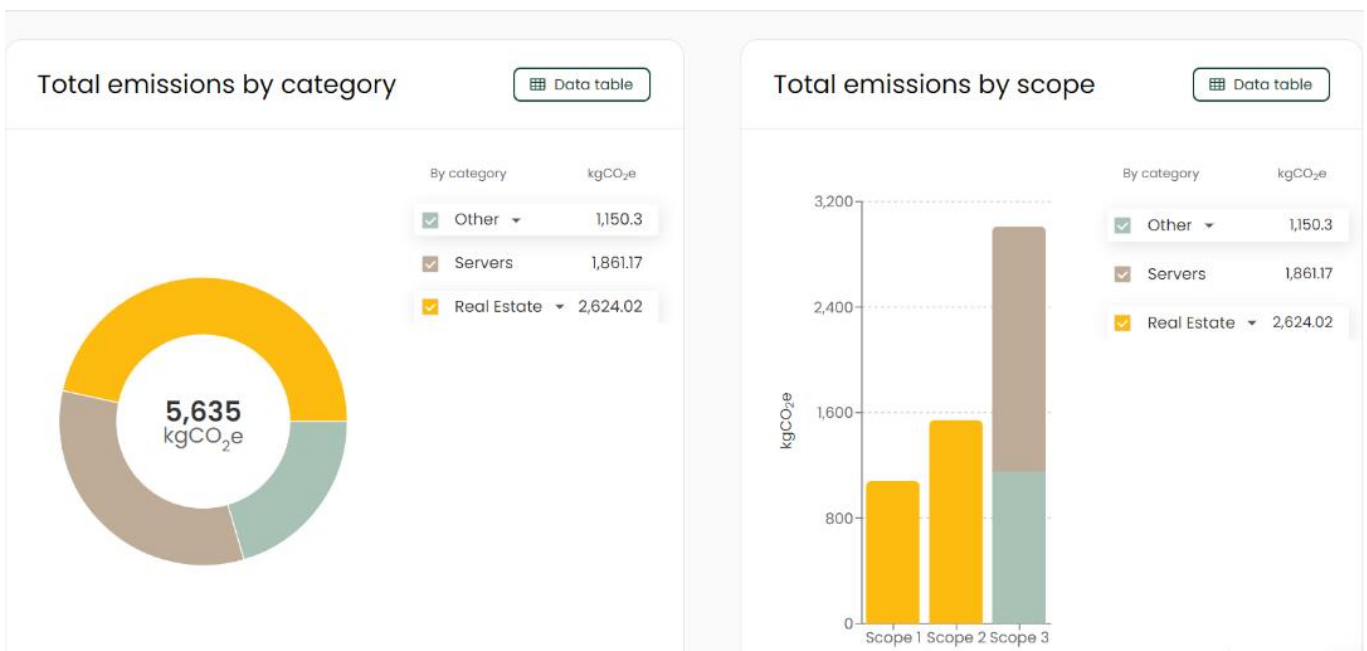 Total emissions by category
Data table
By category kgCO₂e
Other 1,150.3
Servers 1,861.17
Real Estate 2,624.02
5,635
kgCO₂e
Total emissions by scope
Data table
By category kgCO₂e
Other 1,150.3
Servers 1,861.17
Real Estate 2,624.02
3,200
2,400
1,600
800
0
kgCO₂e
Scope 1 Scope 2 Scope 3